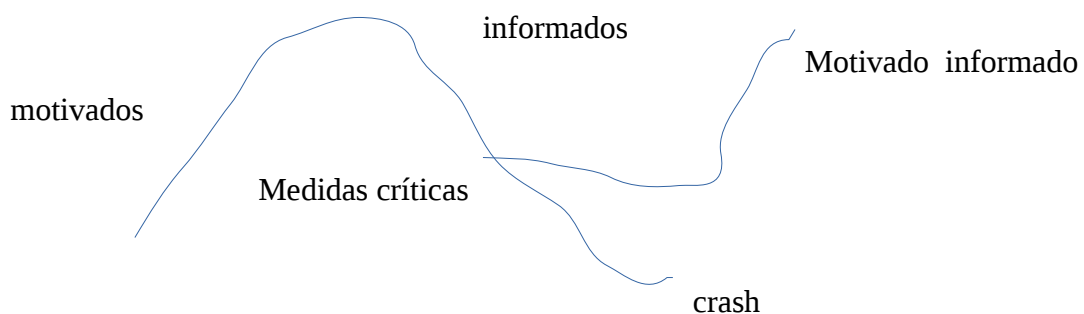 informados
Motivado informado
motivados
Medidas críticas
crash